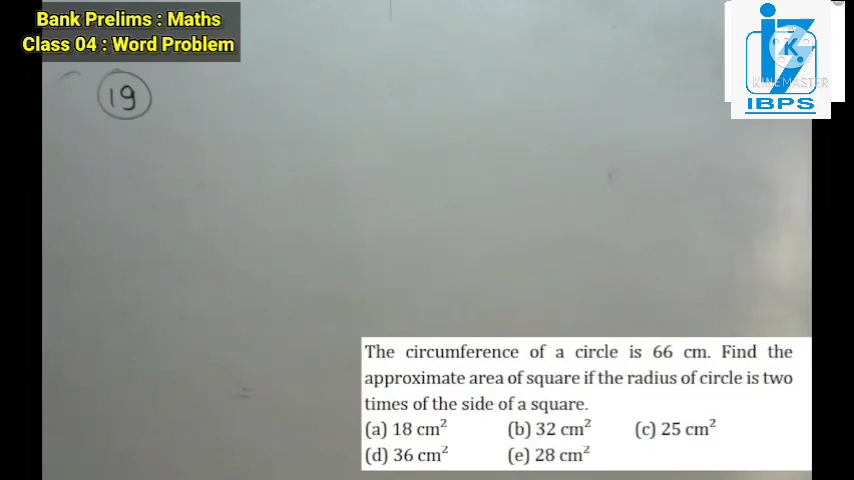 Bank Prelims : Maths
Class 04 : Word Problem
K
KINEMASTER
IBPS
19
The circumference of a circle is 66 cm. Find the
approximate area of square if the radius of circle is two
times of the side of a square.
(a) 18 cm² (b) 32 cm² (c) 25 cm²
(d) 36 cm² (e) 28 cm²